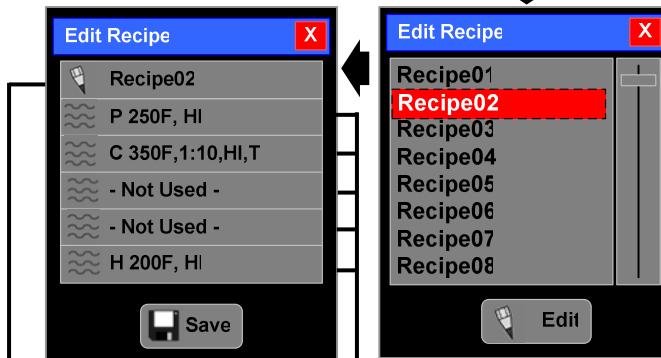 Edit Recipe
X
Recipe02
P 250F, HI
C 350F,1:10,HI,T
- Not Used -
- Not Used -
H 200F, HI
Save
Edit Recipe
X
Recipe01
Recipe02
Recipe03
Recipe04
Recipe05
Recipe06
Recipe07
Recipe08
Edit